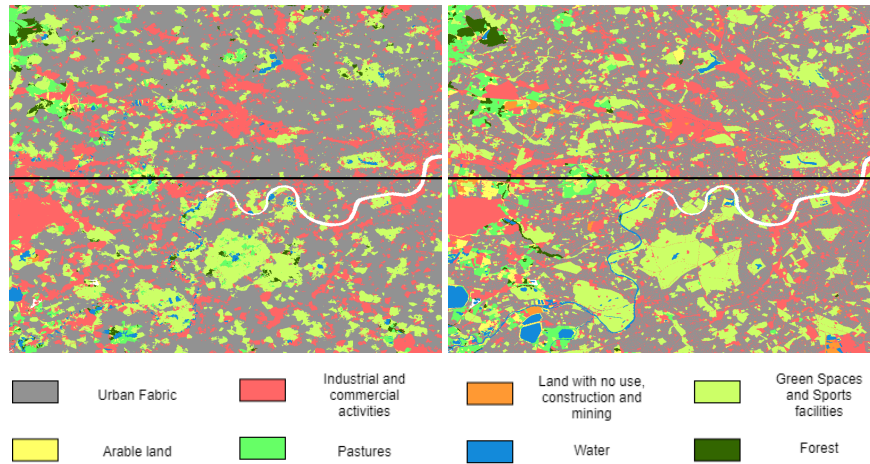 Urban Fabric
Industrial and
commercial
activities
Land with no use,
construction and
mining
Green Spaces
and Sports
facilities
Arable land
Pastures
Water
Forest